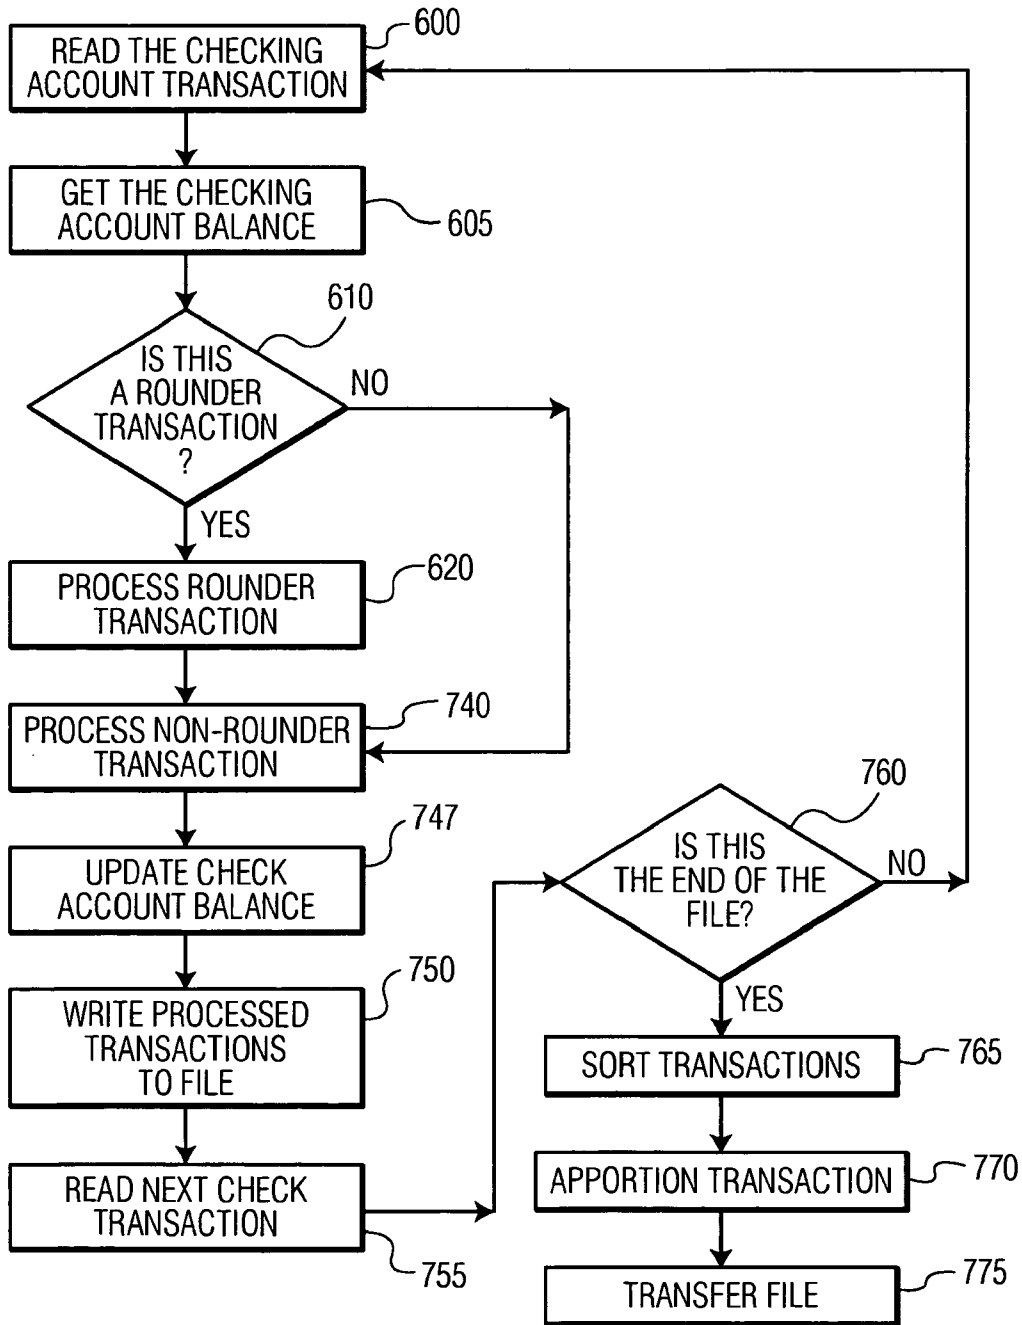 600
READ THE CHECKING
ACCOUNT TRANSACTION
GET THE CHECKING
ACCOUNT BALANCE
605
610
IS THIS
A ROUNDER
TRANSACTION
?
NO
YES
620
PROCESS ROUNDER
TRANSACTION
740
PROCESS NON-ROUNDER
TRANSACTION
747
UPDATE CHECK
ACCOUNT BALANCE
750
WRITE PROCESSED
TRANSACTIONS
TO FILE
READ NEXT CHECK
TRANSACTION
755
760
IS THIS
THE END OF THE
FILE?
NO
YES
SORT TRANSACTIONS
765
APPORTION TRANSACTION
770
TRANSFER FILE
775